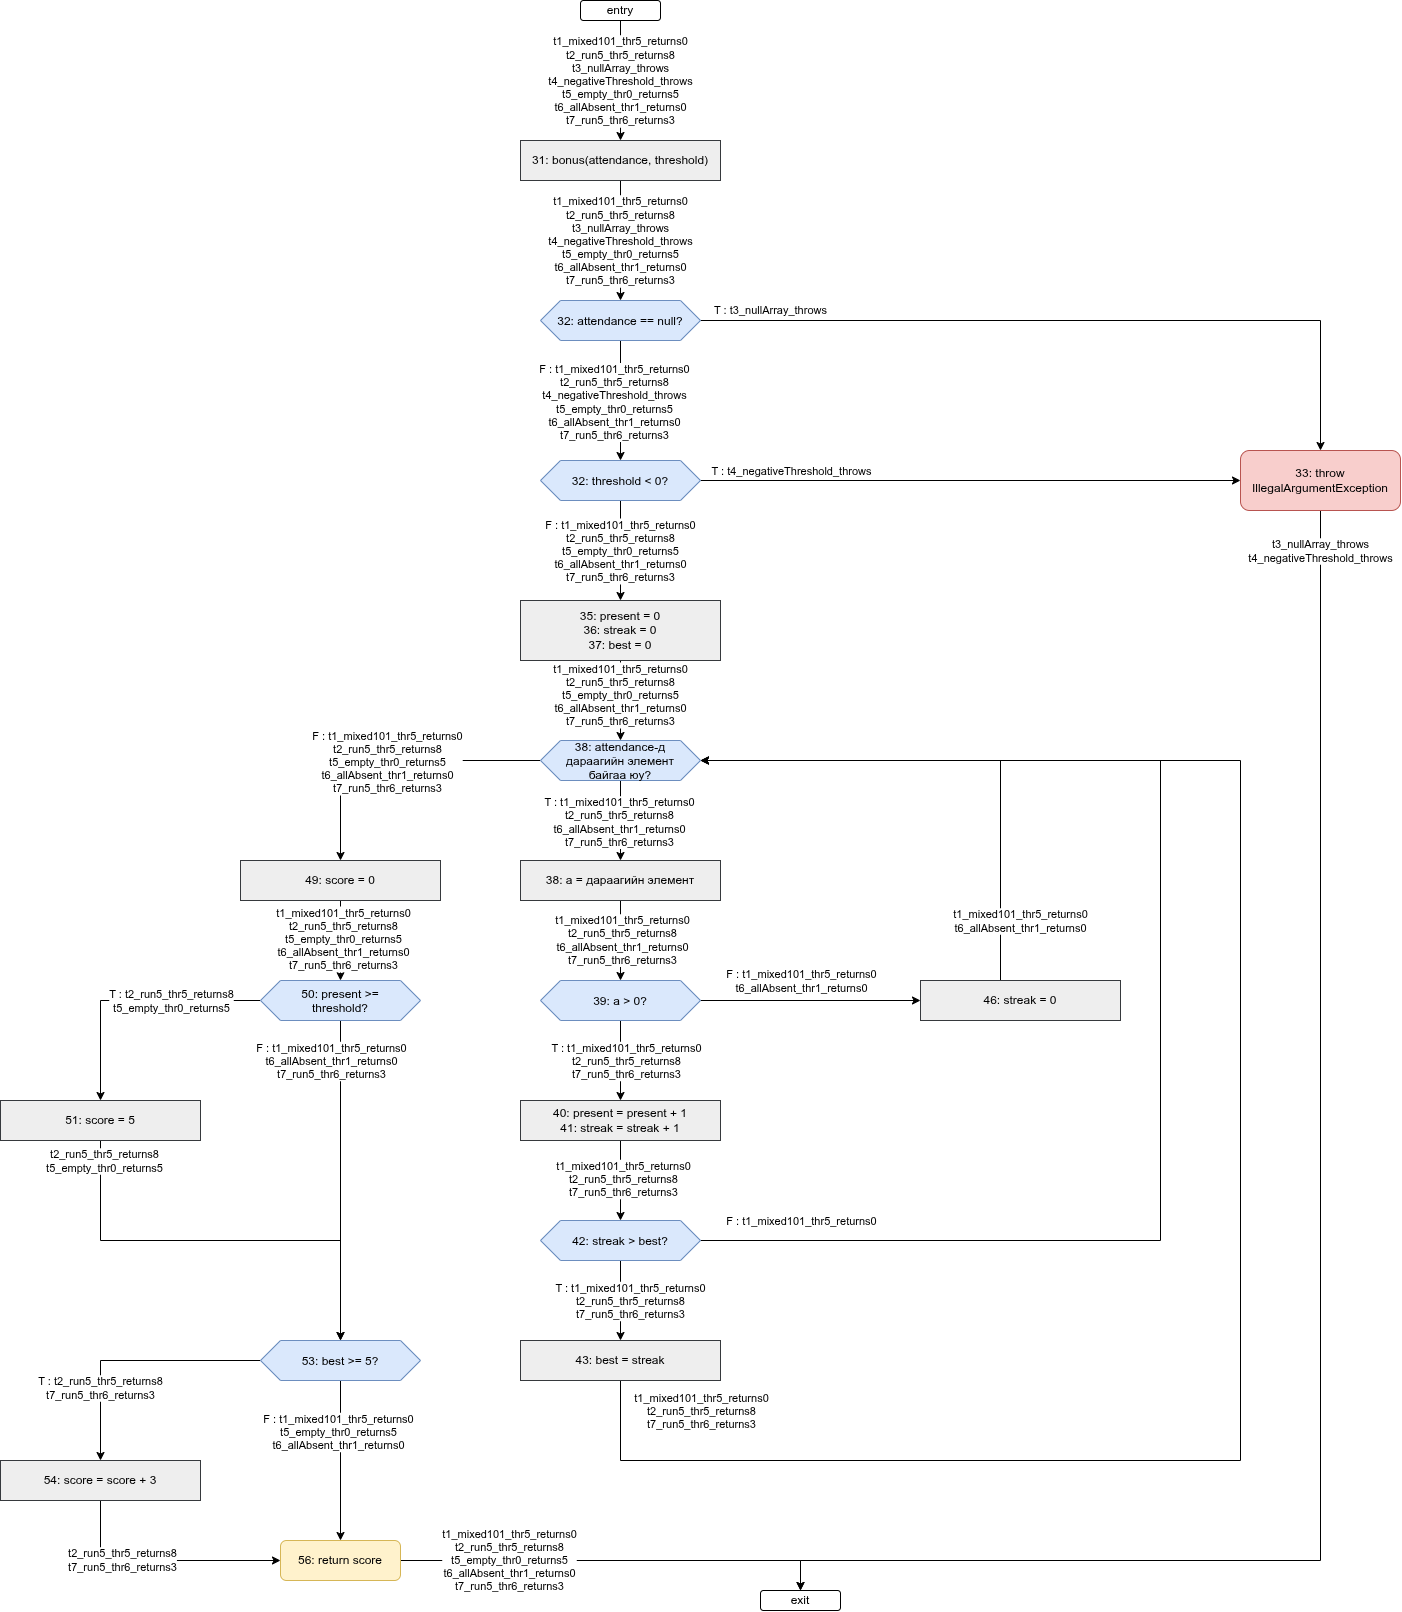 entry
t1_mixed101_thr5_returns0
t2_run5_thr5_returns8
t3_nullArray_throws
t4_negativeThreshold_throws
t5_empty_thr0_returns5
t6_allAbsent_thr1_returns0
t7_run5_thr6_returns3
31: bonus(attendance, threshold)
t1_mixed101_thr5_returns0
t2_run5_thr5_returns8
t3_nullArray_throws
t4_negativeThreshold_throws
t5_empty_thr0_returns5
t6_allAbsent_thr1_returns0
t7_run5_thr6_returns3
32: attendance == null?
T : t3_nullArray_throws
F : t1_mixed101_thr5_returns0
t2_run5_thr5_returns8
t4_negativeThreshold_throws
t5_empty_thr0_returns5
t6_allAbsent_thr1_returns0
t7_run5_thr6_returns3
32: threshold < 0?
T : t4_negativeThreshold_throws
33: throw
IllegalArgumentException
t3_nullArray_throws
t4_negativeThreshold_throws
F : t1_mixed101_thr5_returns0
t2_run5_thr5_returns8
t5_empty_thr0_returns5
t6_allAbsent_thr1_returns0
t7_run5_thr6_returns3
35: present = 0
36: streak = 0
37: best = 0
t1_mixed101_thr5_returns0
t2_run5_thr5_returns8
t5_empty_thr0_returns5
t6_allAbsent_thr1_returns0
t7_run5_thr6_returns3
38: attendance-д
дараагийн элемент
байгаа юу?
F : t1_mixed101_thr5_returns0
t2_run5_thr5_returns8
t5_empty_thr0_returns5
t6_allAbsent_thr1_returns0
t7_run5_thr6_returns3
T : t1_mixed101_thr5_returns0
t2_run5_thr5_returns8
t6_allAbsent_thr1_returns0
t7_run5_thr6_returns3
49: score = 0
38: a = дараагийн элемент
t1_mixed101_thr5_returns0
t2_run5_thr5_returns8
t5_empty_thr0_returns5
t6_allAbsent_thr1_returns0
t7_run5_thr6_returns3
t1_mixed101_thr5_returns0
t2_run5_thr5_returns8
t6_allAbsent_thr1_returns0
t7_run5_thr6_returns3
t1_mixed101_thr5_returns0
t6_allAbsent_thr1_returns0
50: present >=
threshold?
T : t2_run5_thr5_returns8
t5_empty_thr0_returns5
39: a > 0?
F : t1_mixed101_thr5_returns0
t6_allAbsent_thr1_returns0
46: streak = 0
F : t1_mixed101_thr5_returns0
t6_allAbsent_thr1_returns0
t7_run5_thr6_returns3
T : t1_mixed101_thr5_returns0
t2_run5_thr5_returns8
t7_run5_thr6_returns3
51: score = 5
40: present = present + 1
41: streak = streak + 1
t2_run5_thr5_returns8
t5_empty_thr0_returns5
t1_mixed101_thr5_returns0
t2_run5_thr5_returns8
t7_run5_thr6_returns3
42: streak > best?
F : t1_mixed101_thr5_returns0
T : t1_mixed101_thr5_returns0
t2_run5_thr5_returns8
t7_run5_thr6_returns3
53: best >= 5?
43: best = streak
T : t2_run5_thr5_returns8
t7_run5_thr6_returns3
t1_mixed101_thr5_returns0
t2_run5_thr5_returns8
t7_run5_thr6_returns3
F : t1_mixed101_thr5_returns0
t5_empty_thr0_returns5
t6_allAbsent_thr1_returns0
54: score = score + 3
t2_run5_thr5_returns8
t7_run5_thr6_returns3
56: return score
t1_mixed101_thr5_returns0
t2_run5_thr5_returns8
t5_empty_thr0_returns5
t6_allAbsent_thr1_returns0
t7_run5_thr6_returns3
exit